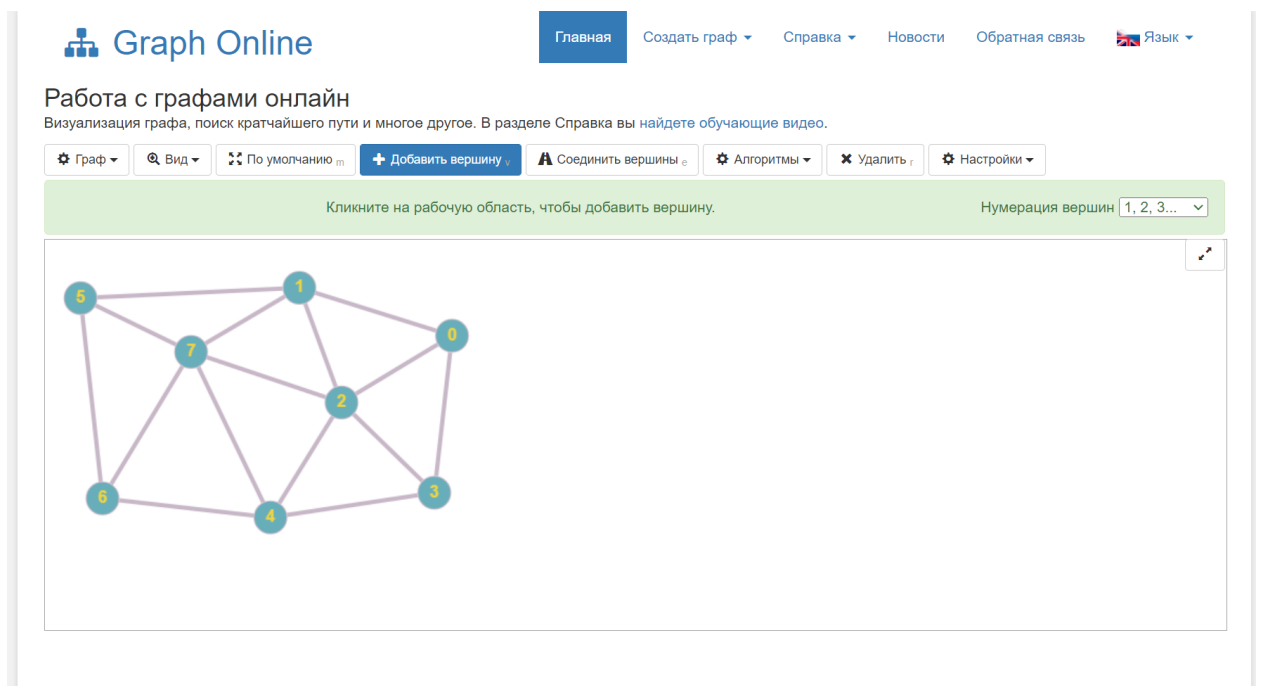 Graph Online
Главная Создать граф Справка Новости Обратная связь Язык
Работа с графами онлайн
Визуализация графа, поиск кратчайшего пути и многое другое. В разделе Справка вы найдете обучающие видео.
Граф Вид По умолчанию m Добавить вершину v Соединить вершины e Алгоритмы Удалить r Настройки
Кликните на рабочую область, чтобы добавить вершину. Нумерация вершин 1, 2, 3...
5 1
0
7
2
6 3
4